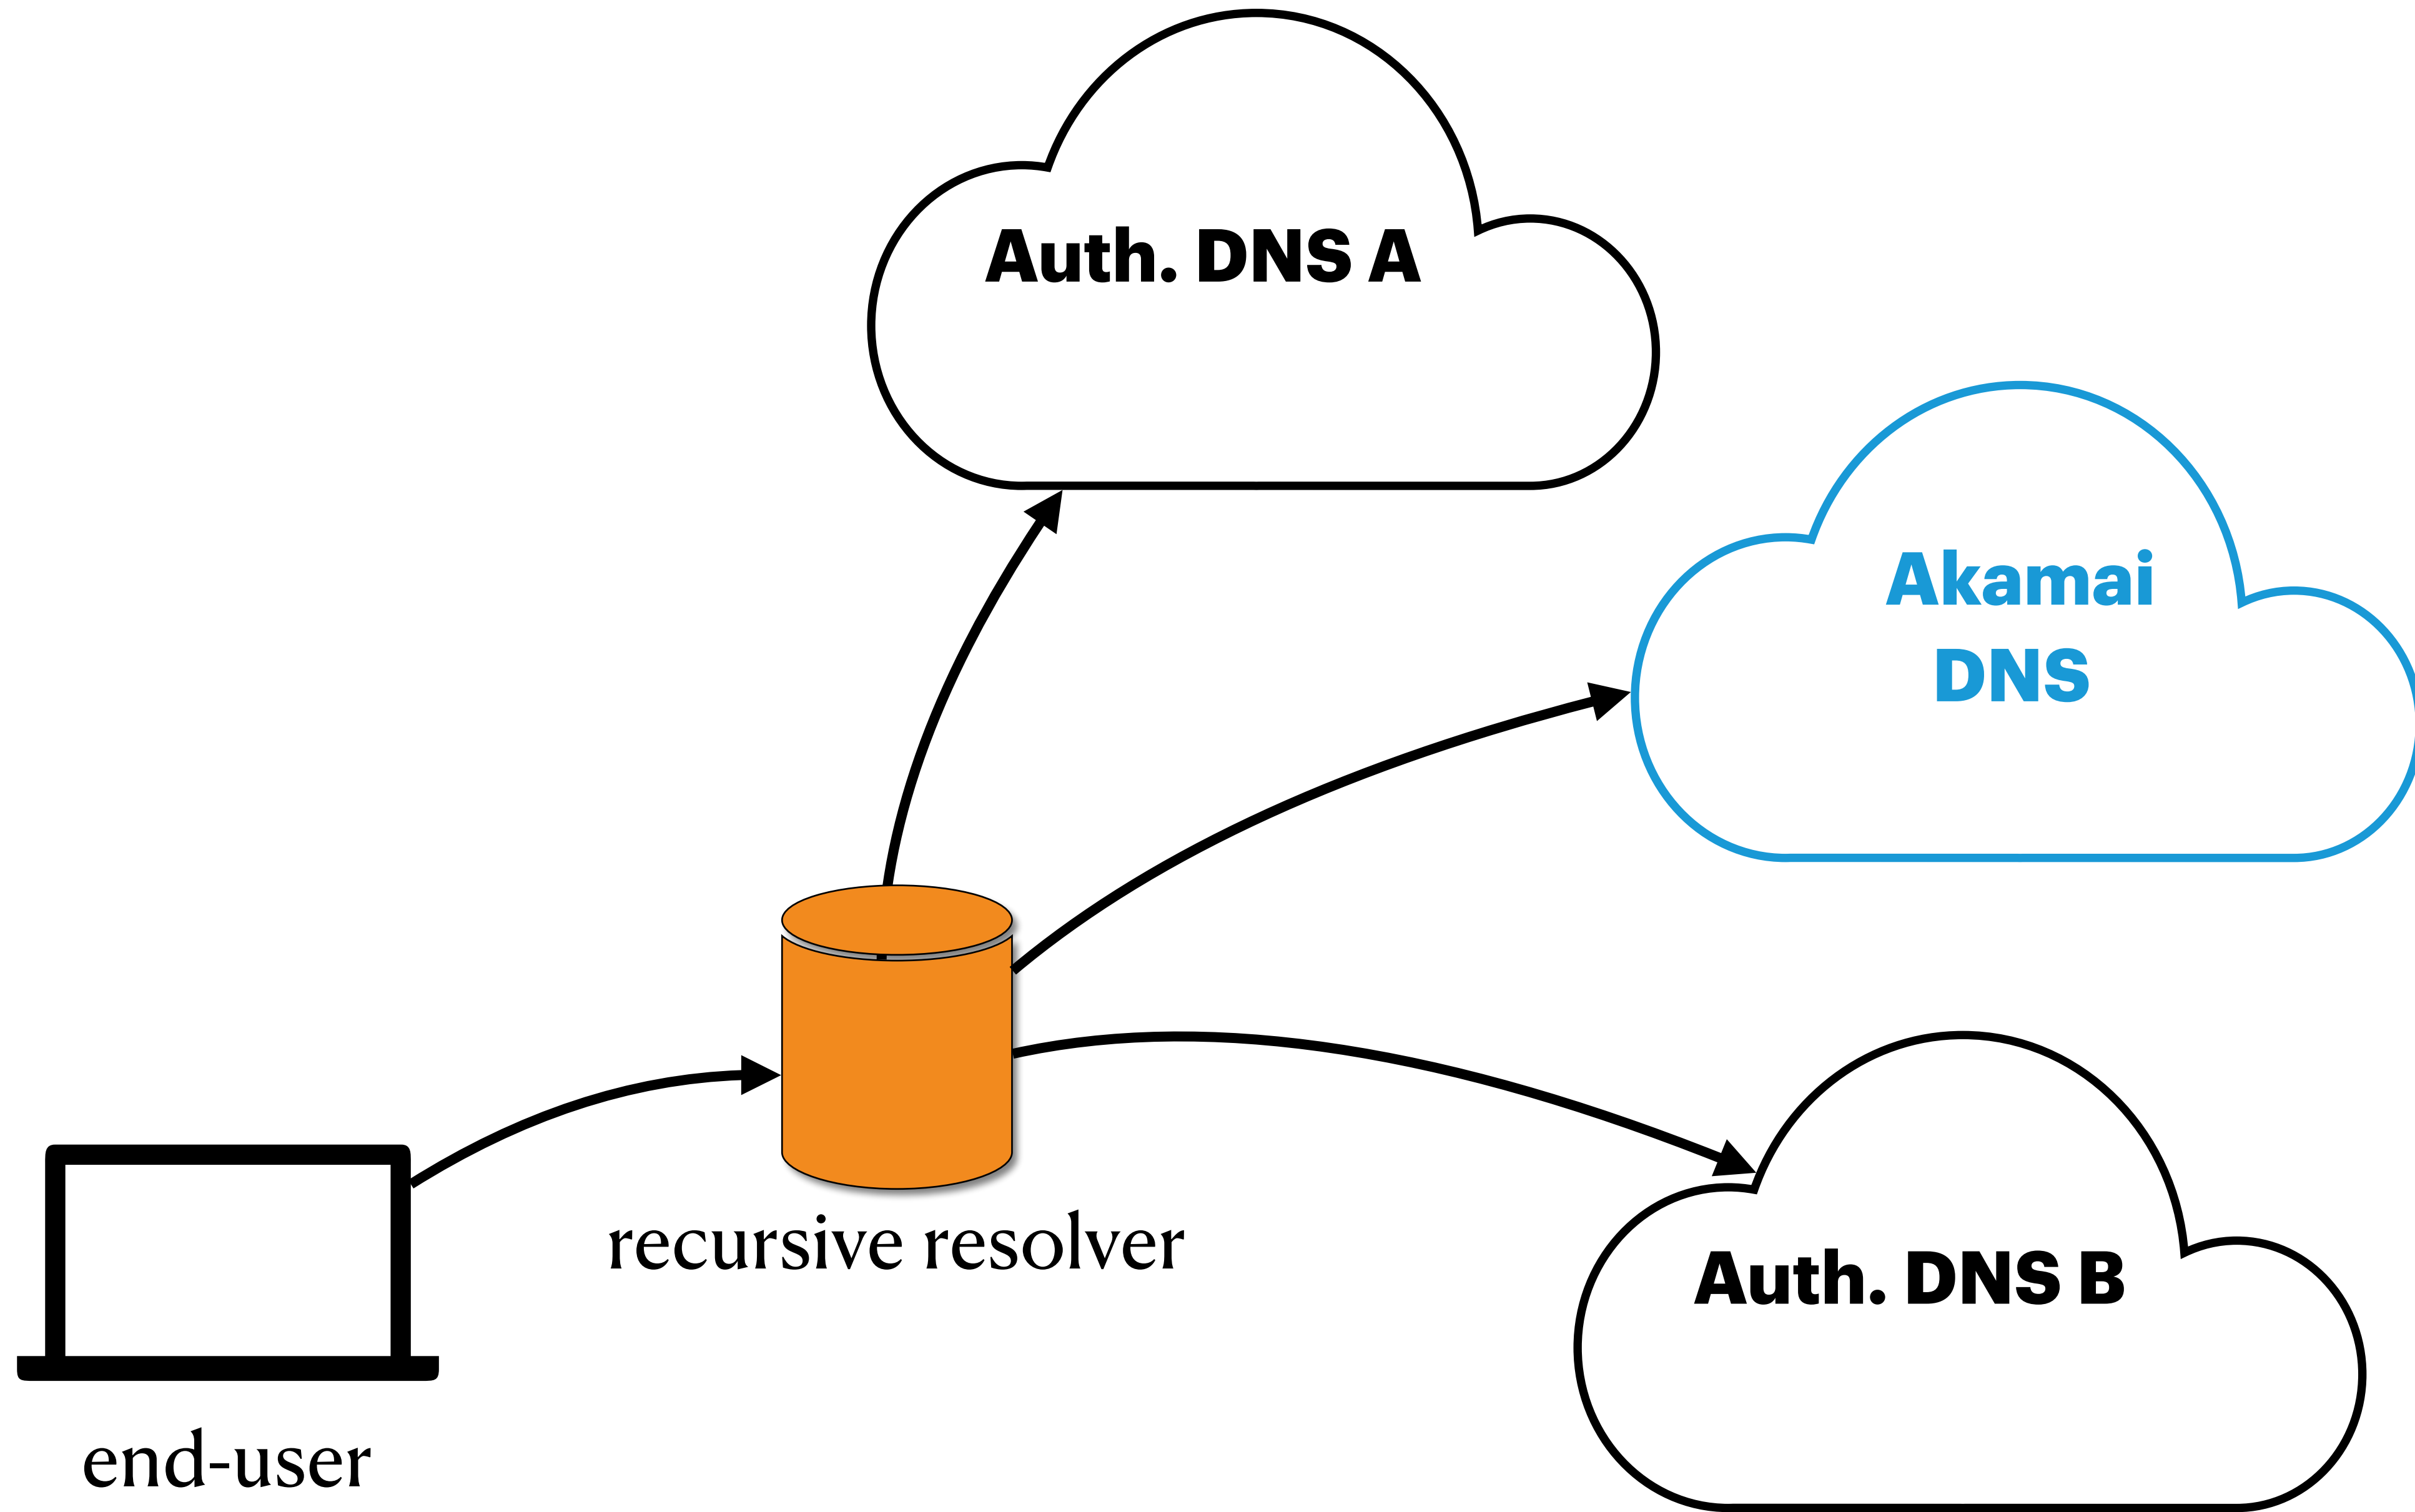 Auth. DNS A
Akamai
DNS
recursive resolver
Auth. DNS B
end-user